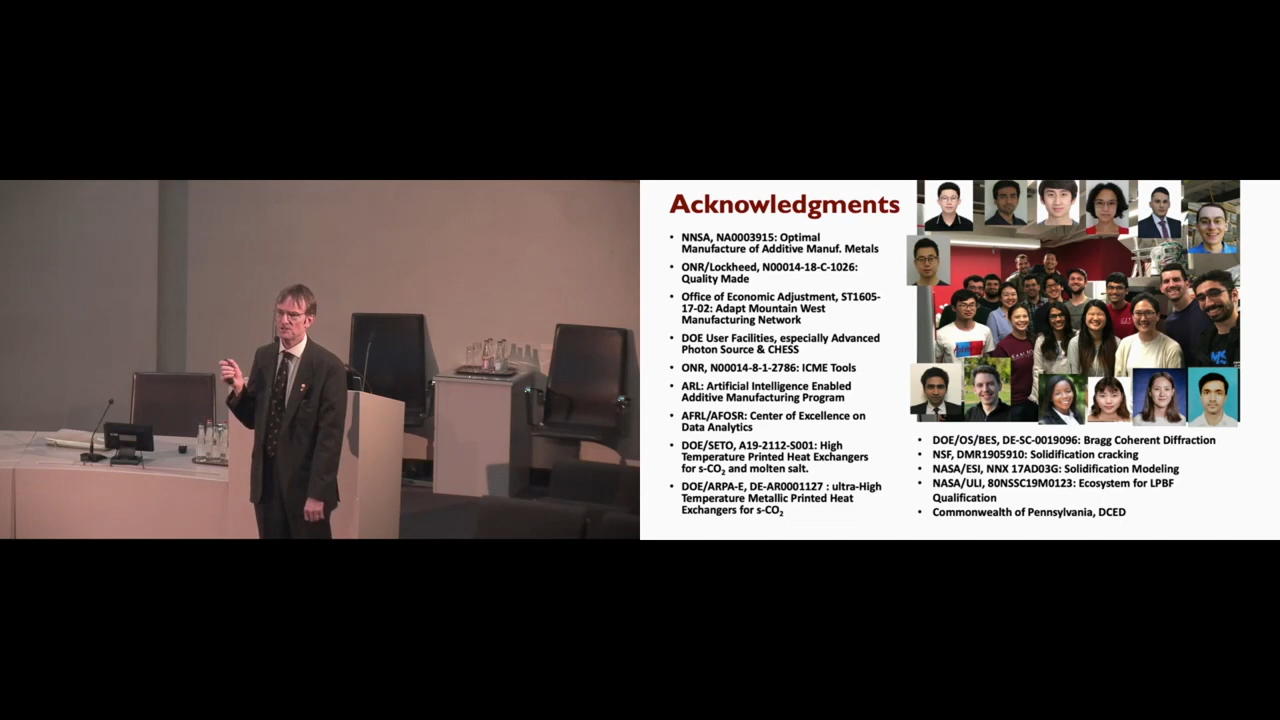 Acknowledgments
• NNSA, NA0003915: Optimal
Manufacture of Additive Manuf. Metals
• ONR/Lockheed, N00014-18-C-1026:
Quality Made
• Office of Economic Adjustment, ST1605-
17-02: Adapt Mountain West
Manufacturing Network
• DOE User Facilities, especially Advanced
Photon Source & CHESS
• ONR, N00014-8-1-2786: ICME Tools
• ARL: Artificial Intelligence Enabled
Additive Manufacturing Program
• AFRL/AFOSR: Center of Excellence on
Data Analytics
• DOE/SETO, A19-2112-S001: High
Temperature Printed Heat Exchangers
for s-CO₂ and molten salt.
• DOE/ARPA-E, DE-AR0001127 : ultra-High
Temperature Metallic Printed Heat
Exchangers for s-CO₂
• DOE/OS/BES, DE-SC-0019096: Bragg Coherent Diffraction
• NSF, DMR1905910: Solidification cracking
• NASA/ESI, NNX 17AD03G: Solidification Modeling
• NASA/ULI, 80NSSC19M0123: Ecosystem for LPBF
Qualification
• Commonwealth of Pennsylvania, DCED